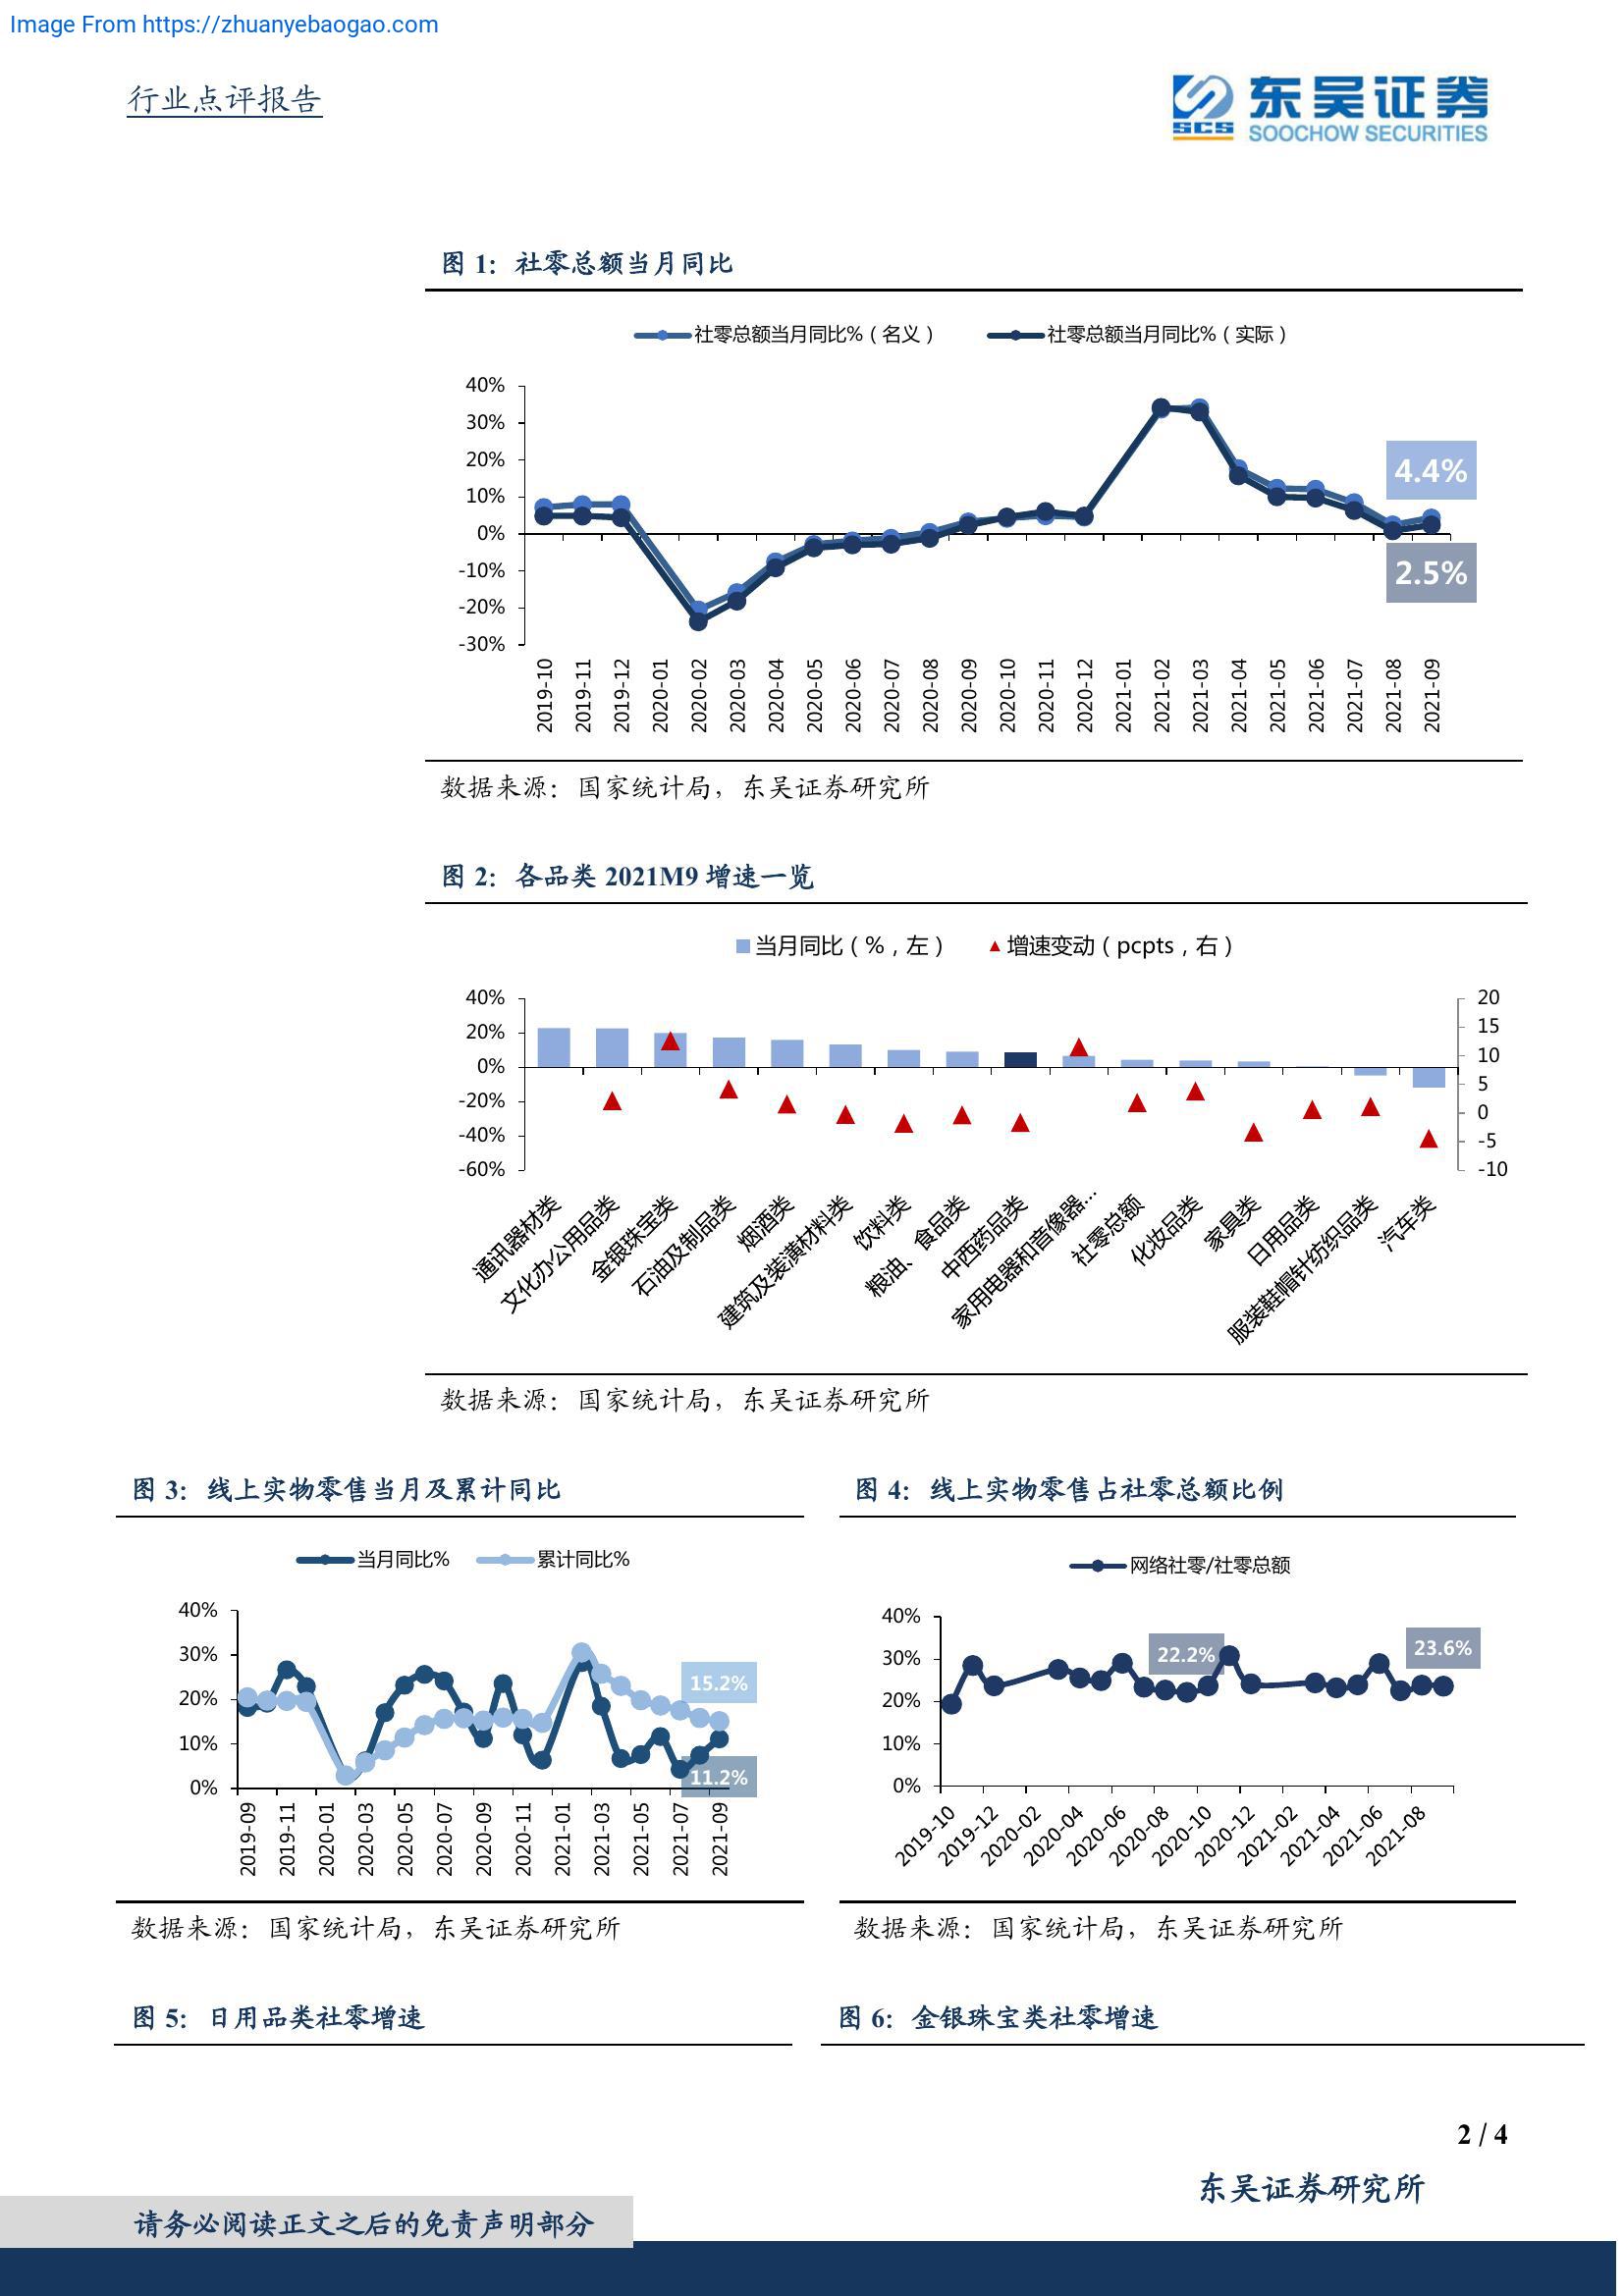 Image From https://zhuanyebaogao.com
行业点评报告
SCS
东吴证券
SOOCHOW SECURITIES
图 1：社零总额当月同比
社零总额当月同比%（名义） 社零总额当月同比%（实际）
40%
30%
20%
10%
0%
-10%
-20%
-30%
4.4%
2.5%
2019-10 2019-11 2019-12 2020-01 2020-02 2020-03 2020-04 2020-05 2020-06 2020-07 2020-08 2020-09 2020-10 2020-11 2020-12 2021-01 2021-02 2021-03 2021-04 2021-05 2021-06 2021-07 2021-08 2021-09
数据来源：国家统计局，东吴证券研究所
图 2：各品类 2021M9 增速一览
当月同比（%，左） 增速变动（pcpts，右）
40%
20%
0%
-20%
-40%
-60%
20
15
10
5
0
-5
-10
通讯器材类 文化办公用品类 金银珠宝类 石油及制品类 烟酒类 建筑及装潢材料类 饮料类 粮油、食品类 中西药品类 家用电器和音像器... 社零总额 化妆品类 家具类 日用品类 服装鞋帽针纺织品类 汽车类
数据来源：国家统计局，东吴证券研究所
图 3：线上实物零售当月及累计同比
当月同比% 累计同比%
40%
30%
20%
10%
0%
15.2%
11.2%
2019-09 2019-11 2020-01 2020-03 2020-05 2020-07 2020-09 2020-11 2021-01 2021-03 2021-05 2021-07 2021-09
数据来源：国家统计局，东吴证券研究所
图 4：线上实物零售占社零总额比例
网络社零/社零总额
40%
30%
20%
10%
0%
22.2%
23.6%
2019-10 2019-12 2020-02 2020-04 2020-06 2020-08 2020-10 2020-12 2021-02 2021-04 2021-06 2021-08
数据来源：国家统计局，东吴证券研究所
图 5：日用品类社零增速
图 6：金银珠宝类社零增速
2 / 4
东吴证券研究所
请务必阅读正文之后的免责声明部分